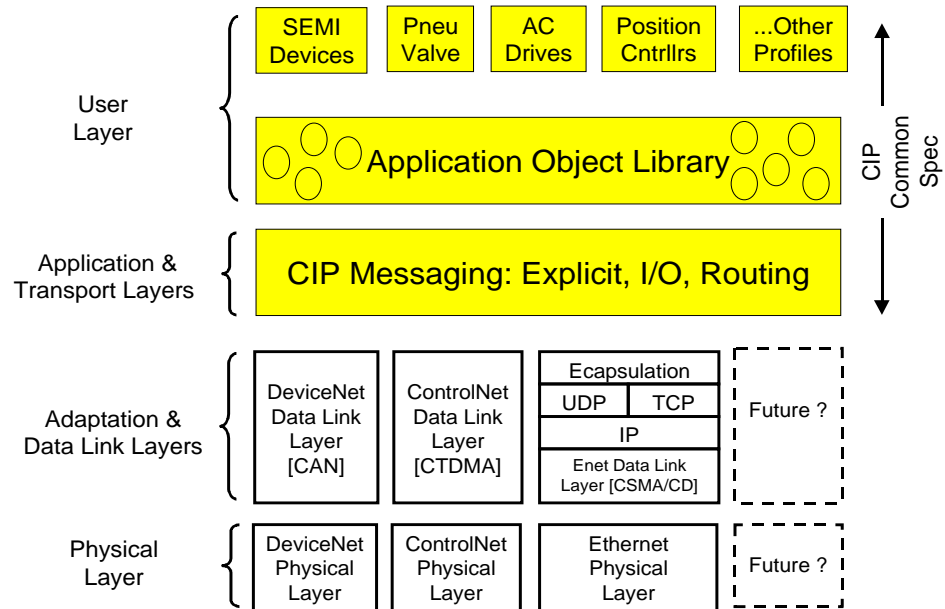 SEMI
Devices
Pneu
Valve
AC
Drives
Position
Cntrllrs
...Other
Profiles
User
Layer
Application Object Library
CIP
Common
Spec
Application &
Transport Layers
CIP Messaging: Explicit, I/O, Routing
Adaptation &
Data Link Layers
DeviceNet
Data Link
Layer
[CAN]
ControlNet
Data Link
Layer
[CTDMA]
Ecapsulation
UDP
TCP
IP
Enet Data Link
Layer [CSMA/CD]
Future ?
Physical
Layer
DeviceNet
Physical
Layer
ControlNet
Physical
Layer
Ethernet
Physical
Layer
Future ?